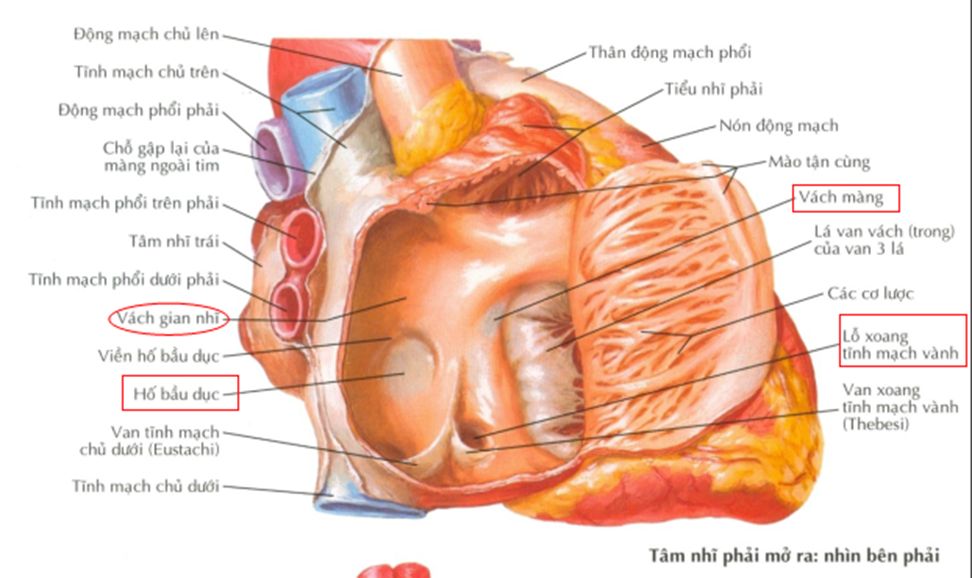 Động mạch chủ lên
Tĩnh mạch chủ trên
Động mạch phổi phải
Chỗ gập lại của
màng ngoài tim
Tĩnh mạch phổi trên phải
Tâm nhĩ trái
Tĩnh mạch phổi dưới phải
Vách gian nhĩ
Viền hố bầu dục
Hố bầu dục
Van tĩnh mạch
chủ dưới (Eustachi)
Tĩnh mạch chủ dưới
Thân động mạch phổi
Tiểu nhĩ phải
Nón động mạch
Mào tận cùng
Vách màng
Lá van vách (trong)
của van 3 lá
Các cơ lược
Lỗ xoang
tĩnh mạch vành
Van xoang
tĩnh mạch vành
(Thebesi)
Tâm nhĩ phải mở ra: nhìn bên phải